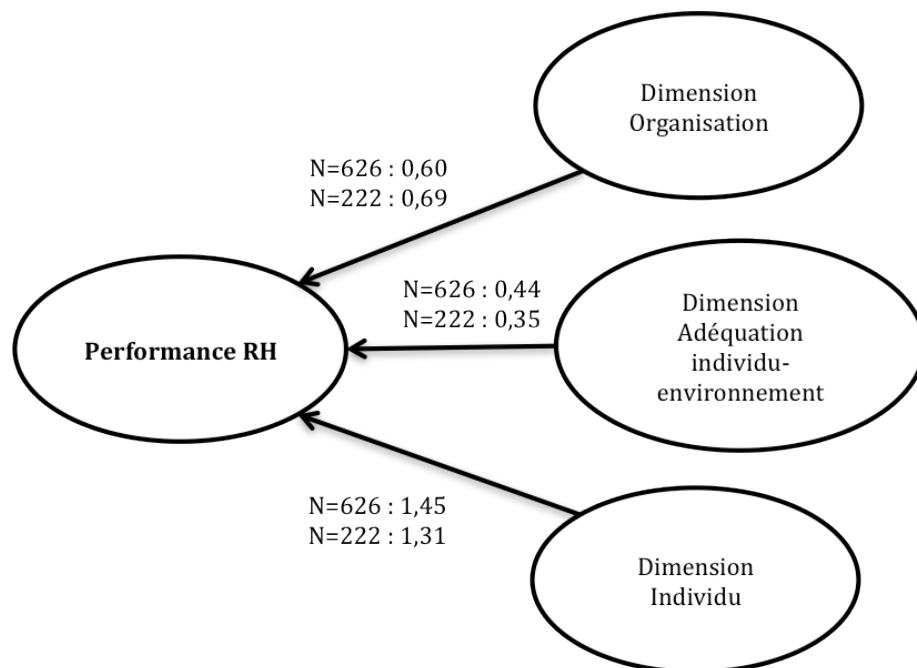 Dimension
Organisation
N=626 : 0,60
N=222 : 0,69
N=626 : 0,44
N=222 : 0,35
Dimension
Adéquation
individu-
environnement
Performance RH
N=626 : 1,45
N=222 : 1,31
Dimension
Individu